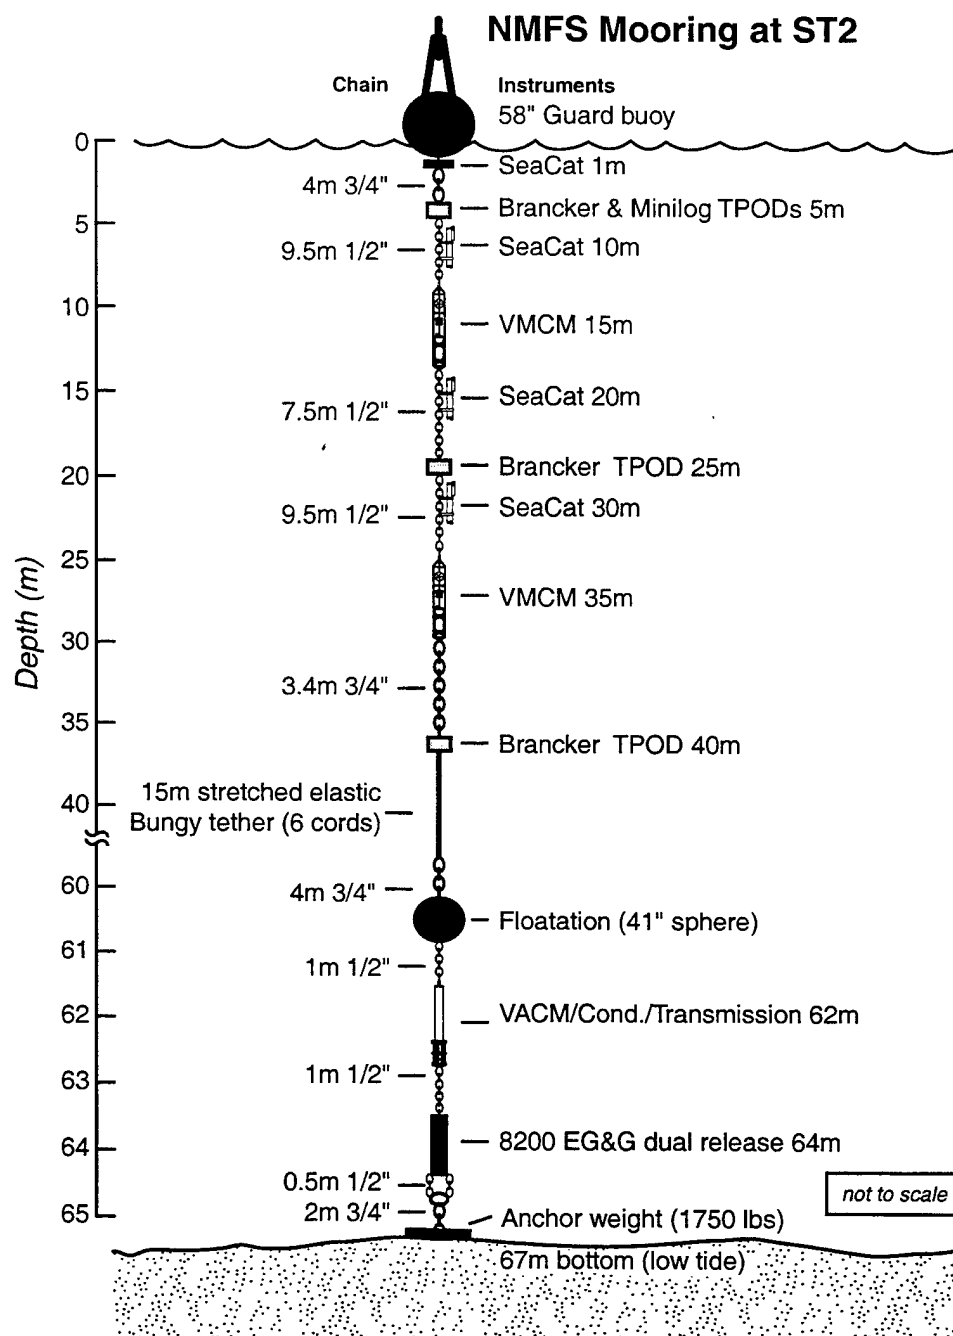 NMFS Mooring at ST2
Chain
Instruments
58" Guard buoy
0
SeaCat 1m
4m 3/4"
Brancker & Minilog TPODs 5m
5
9.5m 1/2"
SeaCat 10m
10
VMCM 15m
15
SeaCat 20m
7.5m 1/2"
Brancker TPOD 25m
20
SeaCat 30m
9.5m 1/2"
25
Depth (m)
VMCM 35m
30
3.4m 3/4"
35
Brancker TPOD 40m
15m stretched elastic
40
Bungy tether (6 cords)
60
4m 3/4"
Floatation (41" sphere)
61
1m 1/2"
62
VACM/Cond./Transmission 62m
1m 1/2"
63
64
8200 EG&G dual release 64m
0.5m 1/2"
not to scale
65
2m 3/4"
Anchor weight (1750 lbs)
67m bottom (low tide)